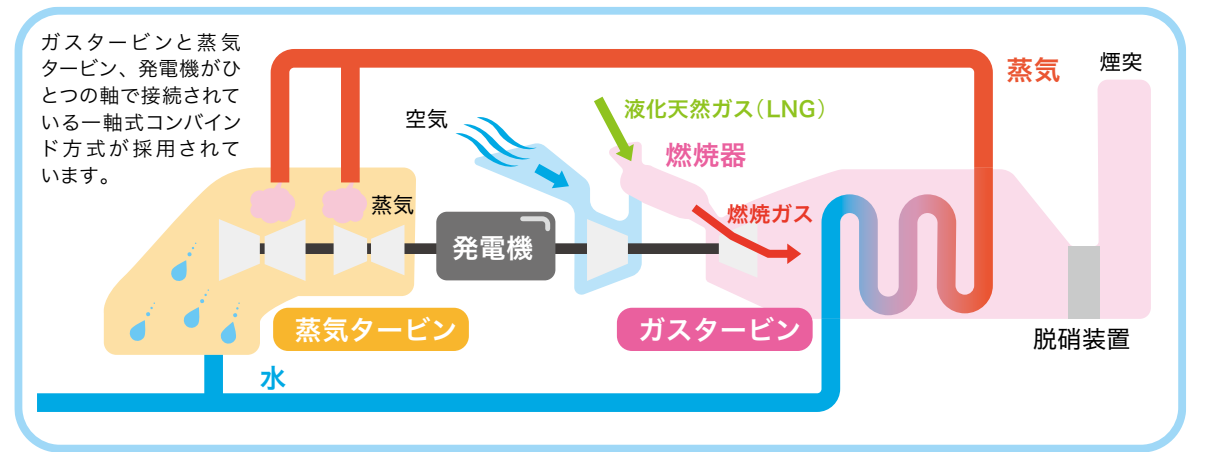 ガスタービンと蒸気
タービン、発電機がひ
とつの軸で接続されて
いる一軸式コンバイン
ド方式が採用されて
います。
蒸気
煙突
空気
液化天然ガス(LNG)
燃焼器
蒸気
燃焼ガス
発電機
蒸気タービン
ガスタービン
脱硝装置
水